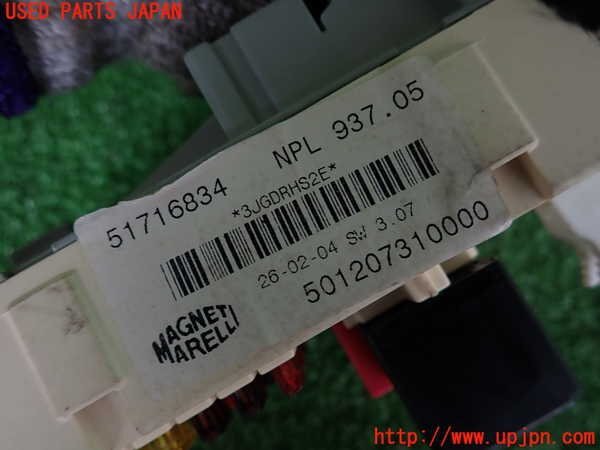 USED PARTS JAPAN
51716834 NPL 937.05
*3JGDRHS2E*
26-02-04 SW 3.07
501207310000
MAGNETI
MARELLI
http://www.upjpn.com